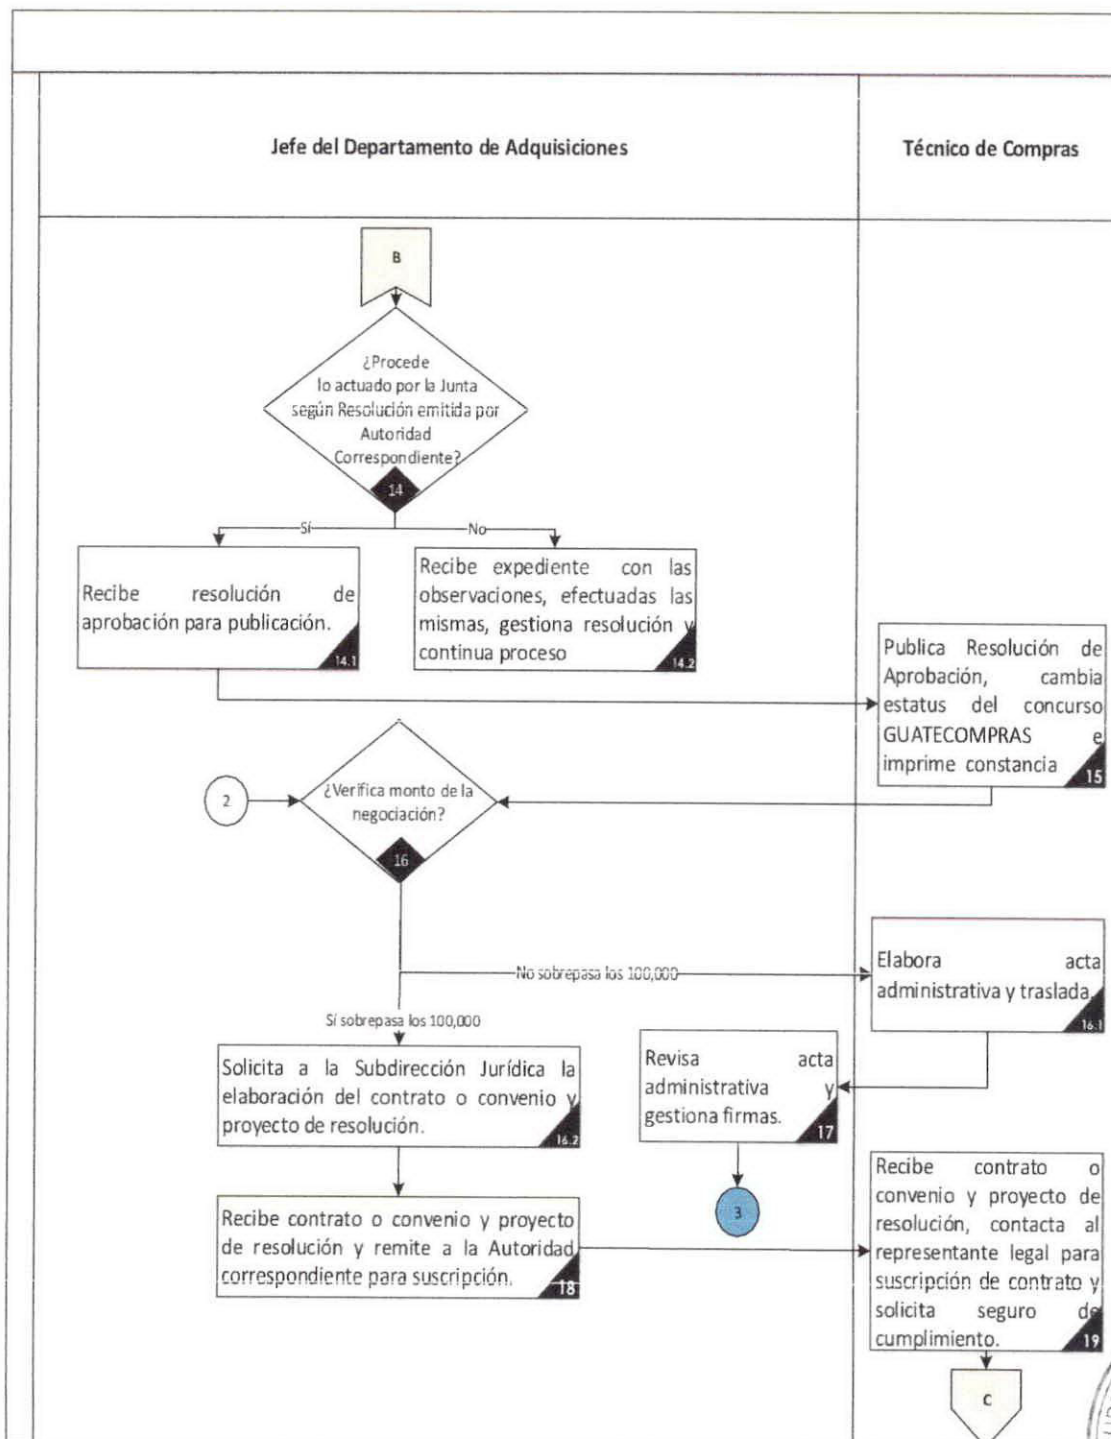 Jefe del Departamento de Adquisiciones
Técnico de Compras
B
¿Procede
lo actuado por la Junta
según Resolución emitida por
Autoridad
Correspondiente?
14
Sí
No
Recibe resolución de
aprobación para publicación.
14.1
Recibe expediente con las
observaciones, efectuadas las
mismas, gestiona resolución y
continua proceso
14.2
Publica Resolución de
Aprobación, cambia
estatus del concurso
GUATECOMPRAS e
imprime constancia
15
2
¿Verifica monto de la
negociación?
16
No sobrepasa los 100,000
Elabora acta
administrativa y traslada.
16.1
Sí sobrepasa los 100,000
Solicita a la Subdirección Jurídica la
elaboración del contrato o convenio y
proyecto de resolución.
16.2
Revisa acta
administrativa y
gestiona firmas.
17
3
Recibe contrato o convenio y proyecto
de resolución y remite a la Autoridad
correspondiente para suscripción.
18
Recibe contrato o
convenio y proyecto de
resolución, contacta al
representante legal para
suscripción de contrato y
solicita seguro de
cumplimiento.
19
C